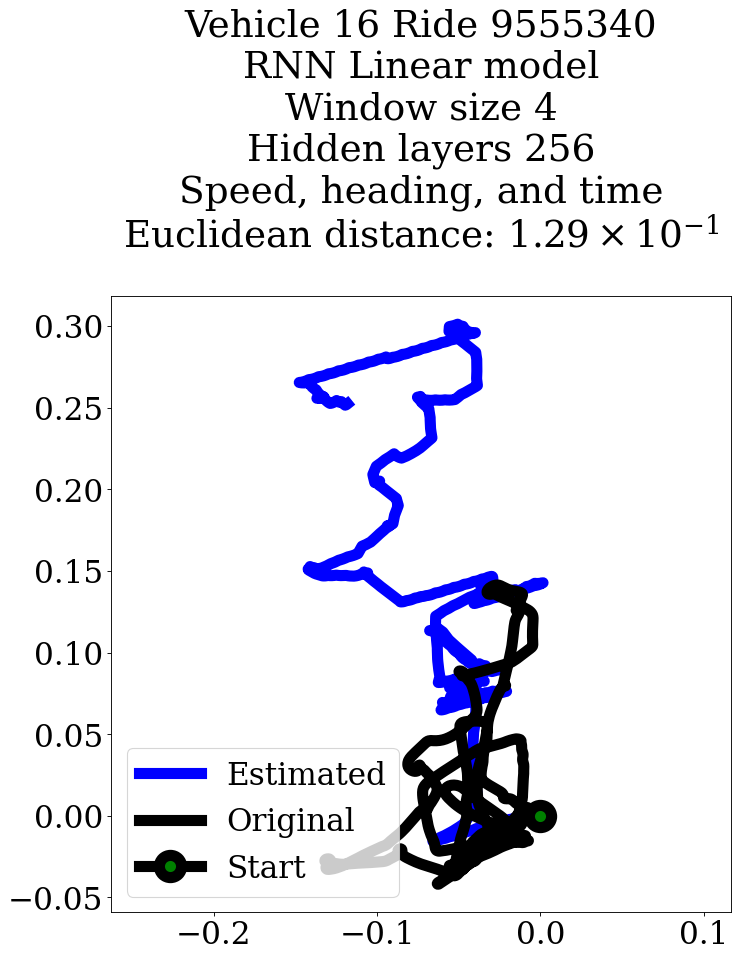 Vehicle 16 Ride 9555340
RNN Linear model
Window size 4
Hidden layers 256
Speed, heading, and time
Euclidean distance: 1.29 × 10⁻¹
0.30
0.25
0.20
0.15
0.10
0.05
0.00
−0.05
Estimated
Original
Start
−0.2 −0.1 0.0 0.1